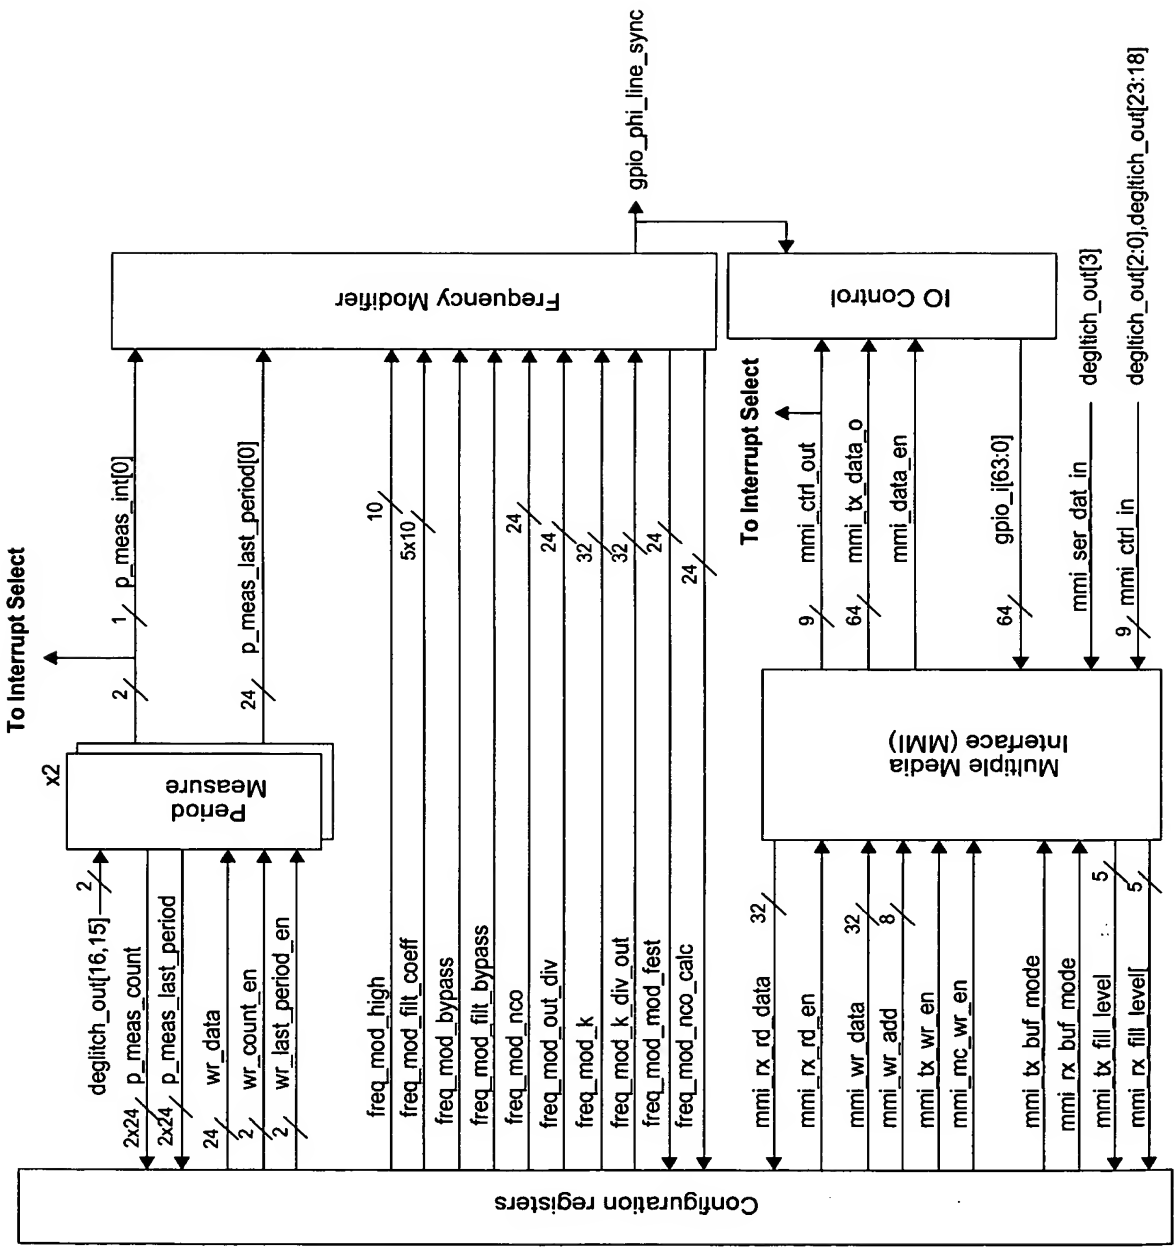 To Interrupt Select
x2
Period
Measure
deglitch_out[16,15]
2
2x24
p_meas_count
2x24
p_meas_last_period
24
wr_data
2
wr_count_en
2
wr_last_period_en
2
1
p_meas_int[0]
24
p_meas_last_period[0]
Frequency Modifier
freq_mod_high
10
freq_mod_filt_coeff
5x10
freq_mod_bypass
freq_mod_filt_bypass
freq_mod_nco
24
freq_mod_out_div
24
freq_mod_k
32
freq_mod_k_div_out
32
freq_mod_mod_fest
24
freq_mod_nco_calc
24
gpio_phi_line_sync
IO Control
To Interrupt Select
9
mmi_ctrl_out
64
mmi_tx_data_o
mmi_data_en
64
gpio_i[63:0]
mmi_ser_dat_in
degltich_out[3]
9
mmi_ctrl_in
degltich_out[2:0],degltich_out[23:18]
Multiple Media
Interface (MMI)
mmi_rx_rd_data
32
mmi_rx_rd_en
mmi_wr_data
32
mmi_wr_add
8
mmi_tx_wr_en
mmi_mc_wr_en
mmi_tx_buf_mode
mmi_rx_buf_mode
mmi_tx_fill_level
5
mmi_rx_fill_level[
5
Configuration registers